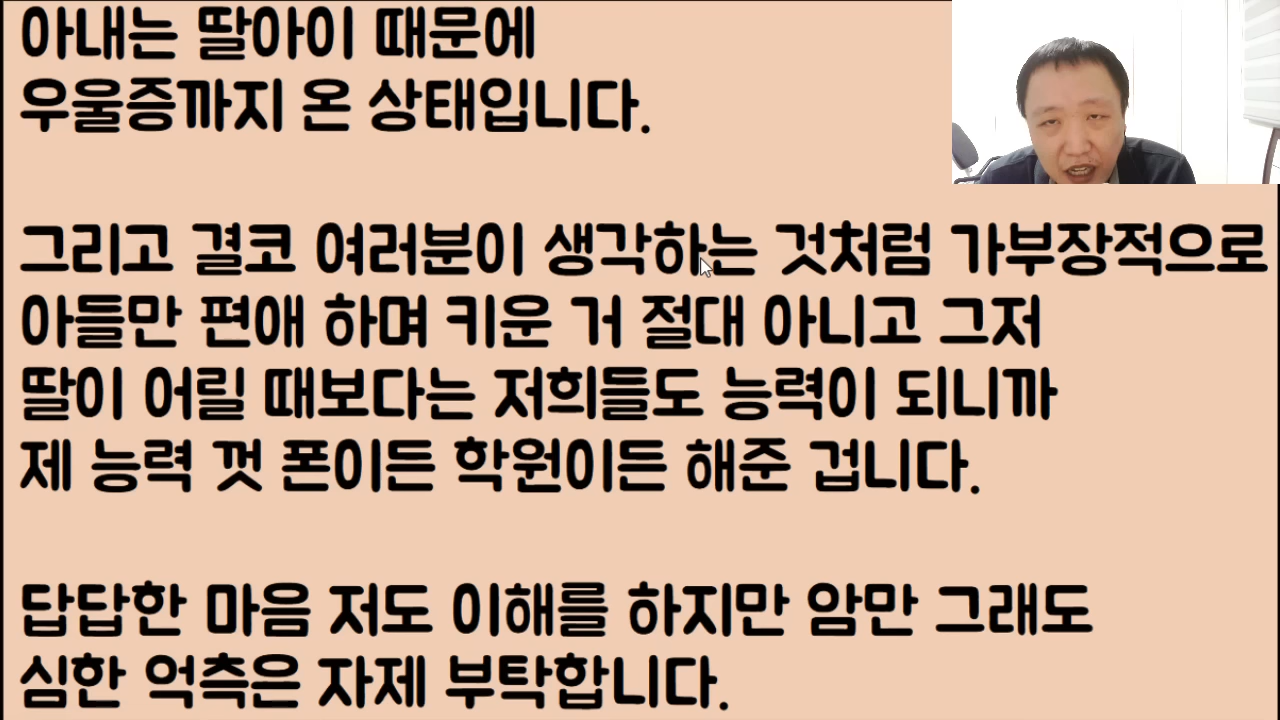 아내는 딸아이 때문에
우울증까지 온 상태입니다.
그리고 결코 여러분이 생각하는 것처럼 가부장적으로
아들만 편애 하며 키운 거 절대 아니고 그저
딸이 어릴 때보다는 저희들도 능력이 되니까
제 능력 껏 폰이든 학원이든 해준 겁니다.
답답한 마음 저도 이해를 하지만 암만 그래도
심한 억측은 자제 부탁합니다.